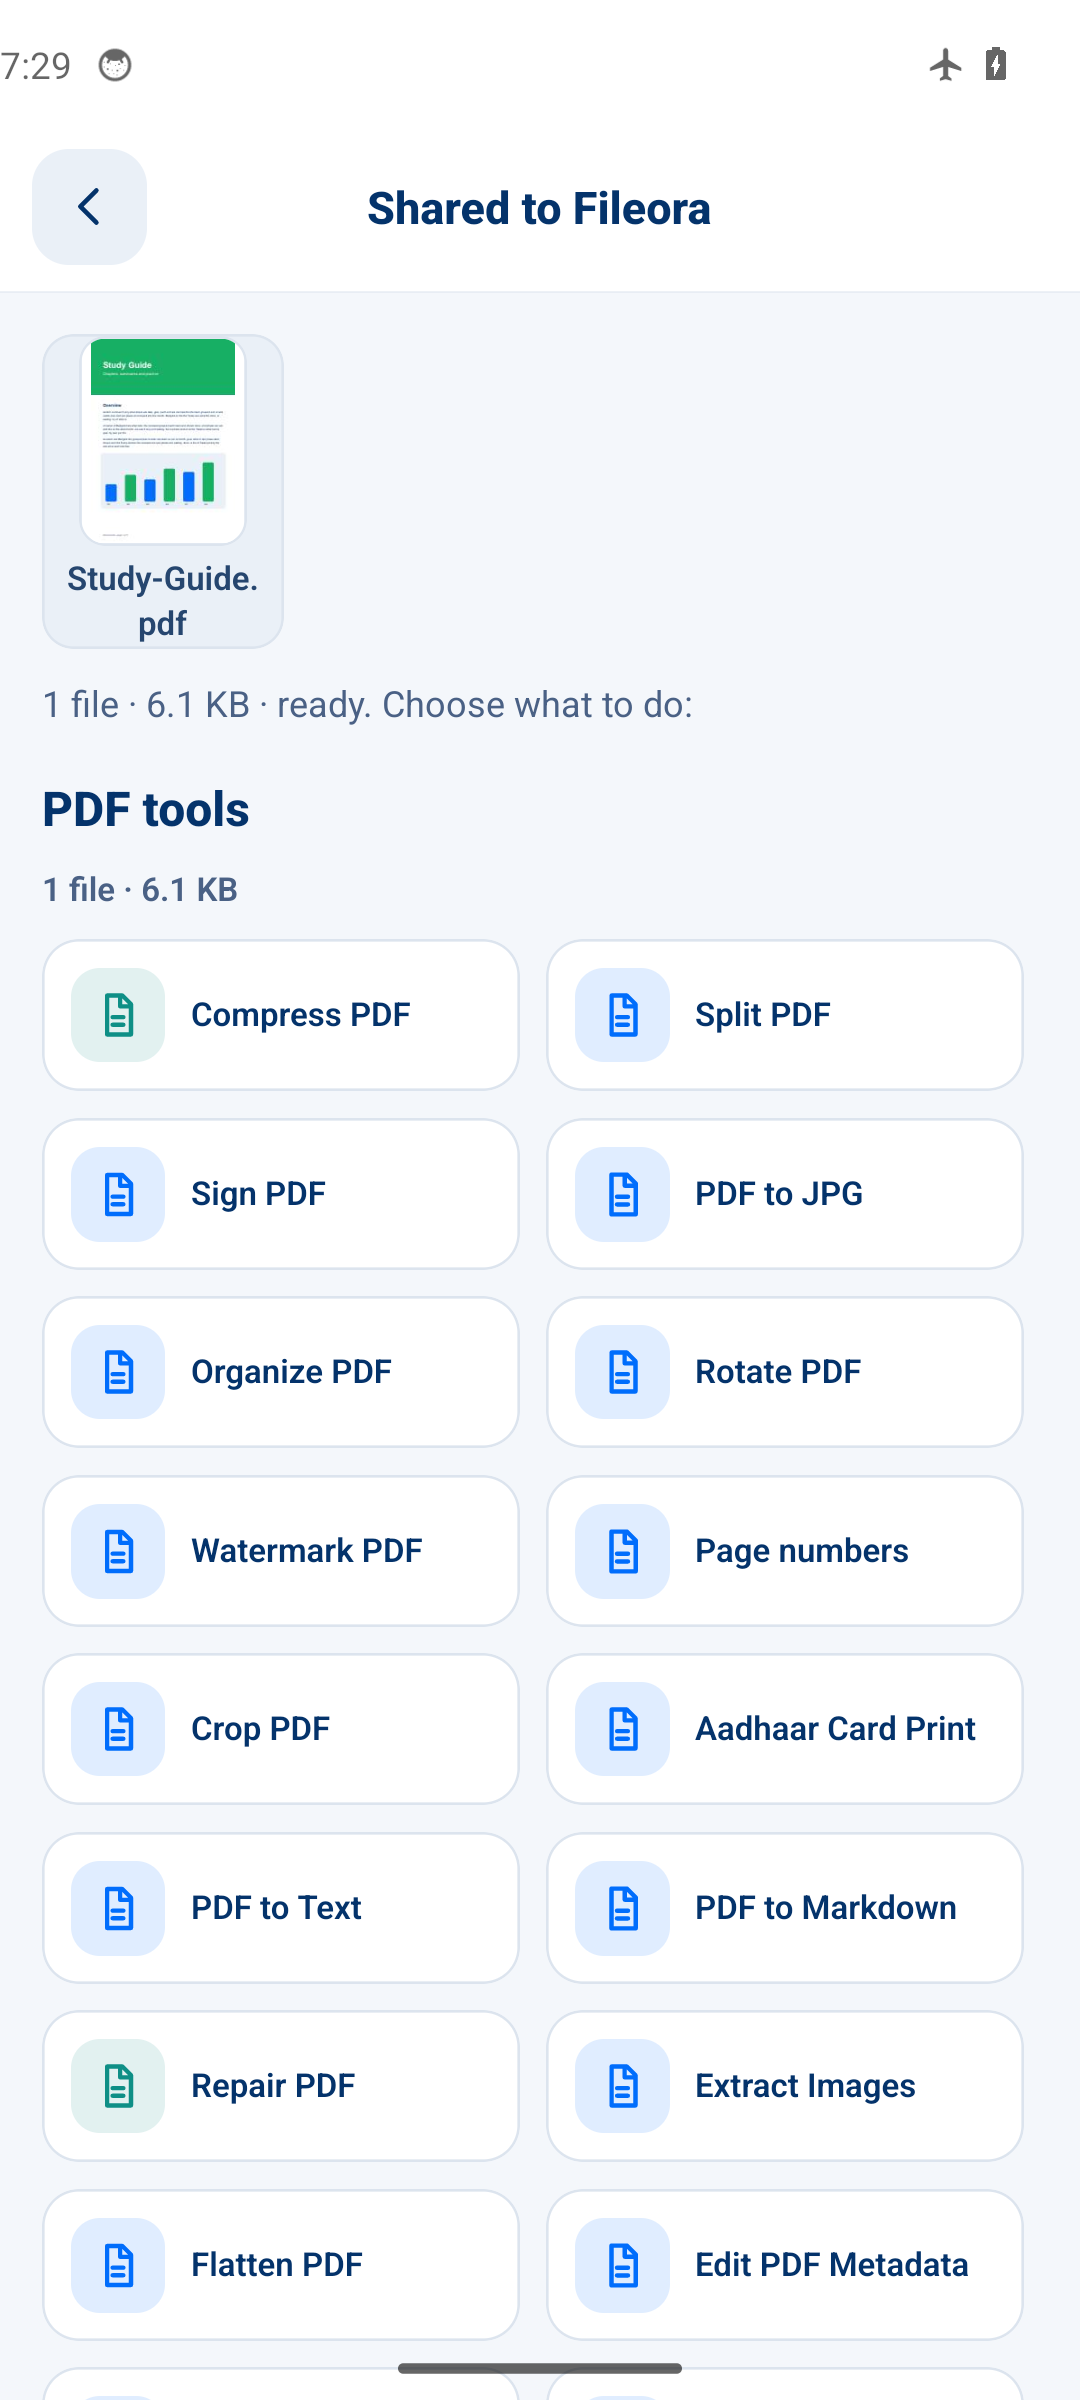 7:29
Shared to Fileora
Study Guide
Overview
Study-Guide.
pdf
1 file · 6.1 KB · ready. Choose what to do:
PDF tools
1 file · 6.1 KB
Compress PDF
Split PDF
Sign PDF
PDF to JPG
Organize PDF
Rotate PDF
Watermark PDF
Page numbers
Crop PDF
Aadhaar Card Print
PDF to Text
PDF to Markdown
Repair PDF
Extract Images
Flatten PDF
Edit PDF Metadata